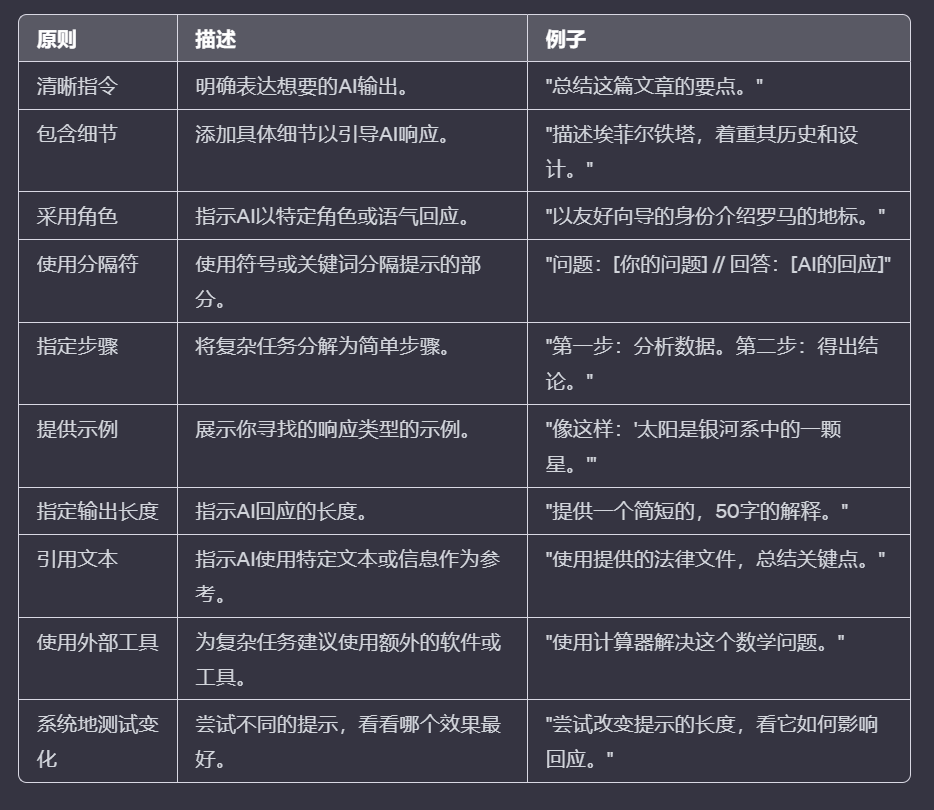 原则 描述 例子
清晰指令 明确表达想要的AI输出。 "总结这篇文章的要点。"
包含细节 添加具体细节以引导AI响应。 "描述埃菲尔铁塔，着重其历史和设
计。"
采用角色 指示AI以特定角色或语气回应。 "以友好向导的身份介绍罗马的地标。"
使用分隔符 使用符号或关键词分隔提示的部 "问题：[你的问题] // 回答：[AI的回应]"
分。
指定步骤 将复杂任务分解为简单步骤。 "第一步：分析数据。第二步：得出结
论。"
提供示例 展示你寻找的响应类型的示例。 "像这样：'太阳是银河系中的一颗
星。'"
指定输出长度 指示AI回应的长度。 "提供一个简短的，50字的解释。"
引用文本 指示AI使用特定文本或信息作为参 "使用提供的法律文件，总结关键点。"
考。
使用外部工具 为复杂任务建议使用额外的软件或 "使用计算器解决这个数学问题。"
工具。
系统地测试变 尝试不同的提示，看看哪个效果最 "尝试改变提示的长度，看它如何影响
化 好。 回应。"